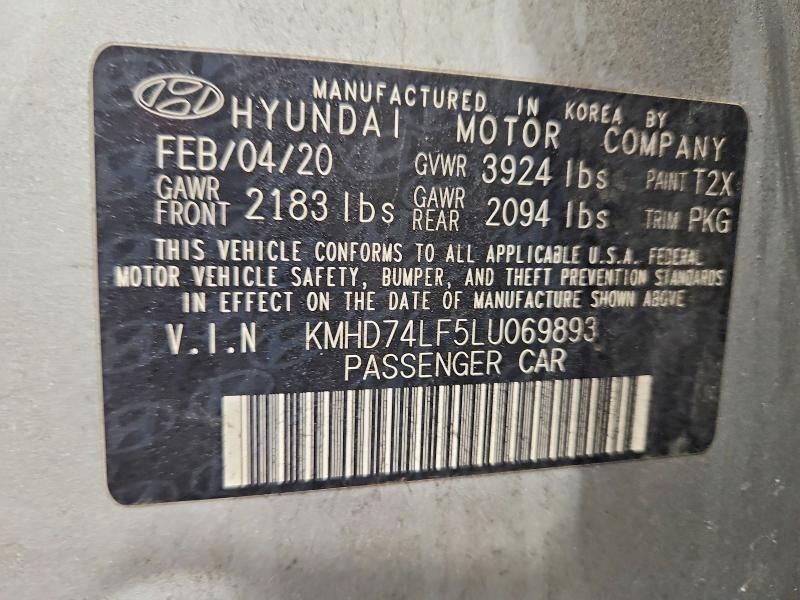 MANUFACTURED IN KOREA BY
HYUNDAI MOTOR COMPANY
FEB/04/20 GVWR 3924 lbs PAINT T2X
GAWR FRONT 2183 lbs GAWR REAR 2094 lbs TRIM PKG
THIS VEHICLE CONFORMS TO ALL APPLICABLE U.S.A. FEDERAL
MOTOR VEHICLE SAFETY, BUMPER, AND THEFT PREVENTION STANDARDS
IN EFFECT ON THE DATE OF MANUFACTURE SHOWN ABOVE
V.I.N KMHD74LF5LU069893
PASSENGER CAR